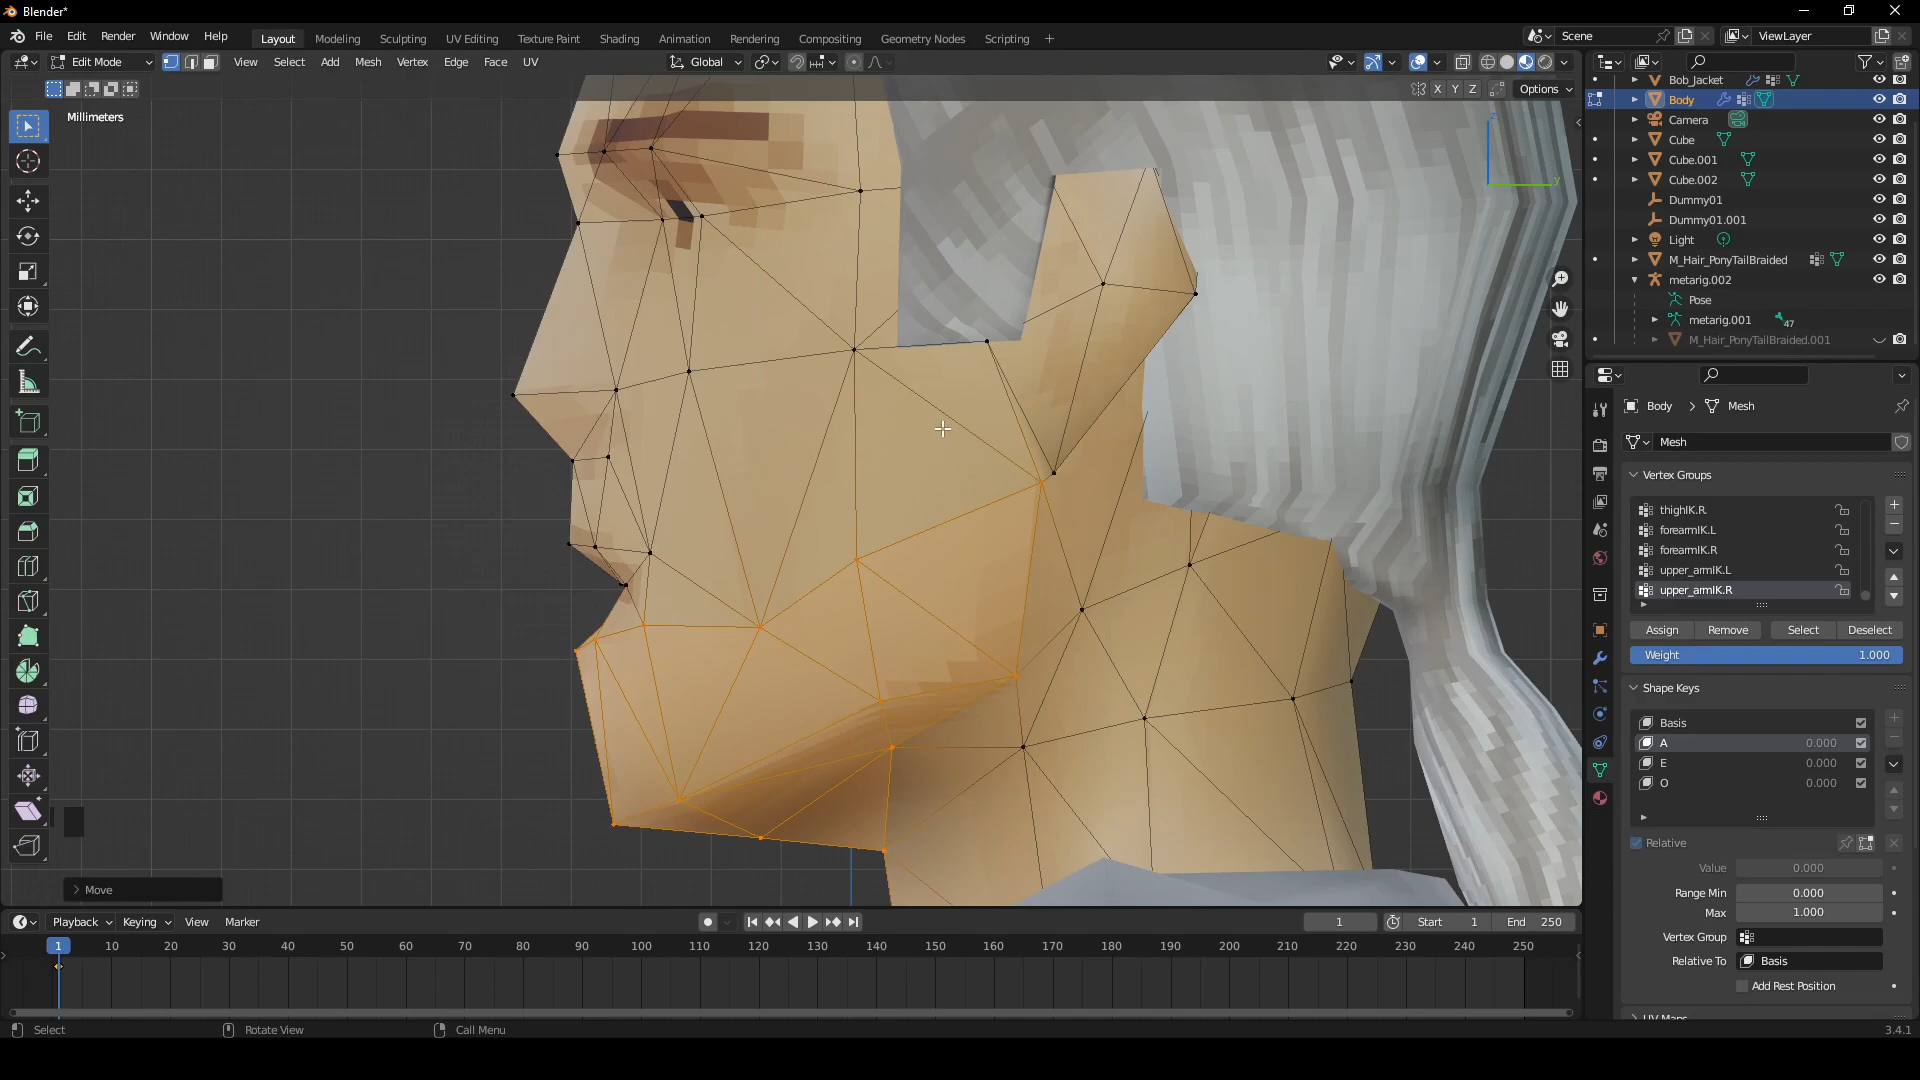 Blender*
File Edit Render Window Help
Layout Modeling Sculpting UV Editing Texture Paint Shading Animation Rendering Compositing Geometry Nodes Scripting +
Scene
ViewLayer
Edit Mode
View Select Add Mesh Vertex Edge Face UV
Global
X Y Z
Options
Millimeters
Z
Y
Bob_Jacket
Body
Camera
Cube
Cube.001
Cube.002
Dummy01
Dummy01.001
Light
M_Hair_PonyTailBraided
metarig.002
Pose
metarig.001
47
M_Hair_PonyTailBraided.001
Body > Mesh
Mesh
Vertex Groups
thighIK.R
forearmIK.L
forearmIK.R
upper_armIK.L
upper_armIK.R
Assign Remove Select Deselect
Weight 1.000
Shape Keys
Basis
A 0.000
E 0.000
O 0.000
Relative
Value 0.000
Range Min 0.000
Max 1.000
Vertex Group
Relative To Basis
Add Rest Position
UV Maps
Move
Playback Keying View Marker
1
Start 1 End 250
1 10 20 30 40 50 60 70 80 90 100 110 120 130 140 150 160 170 180 190 200 210 220 230 240 250
Select Rotate View Call Menu
3.4.1